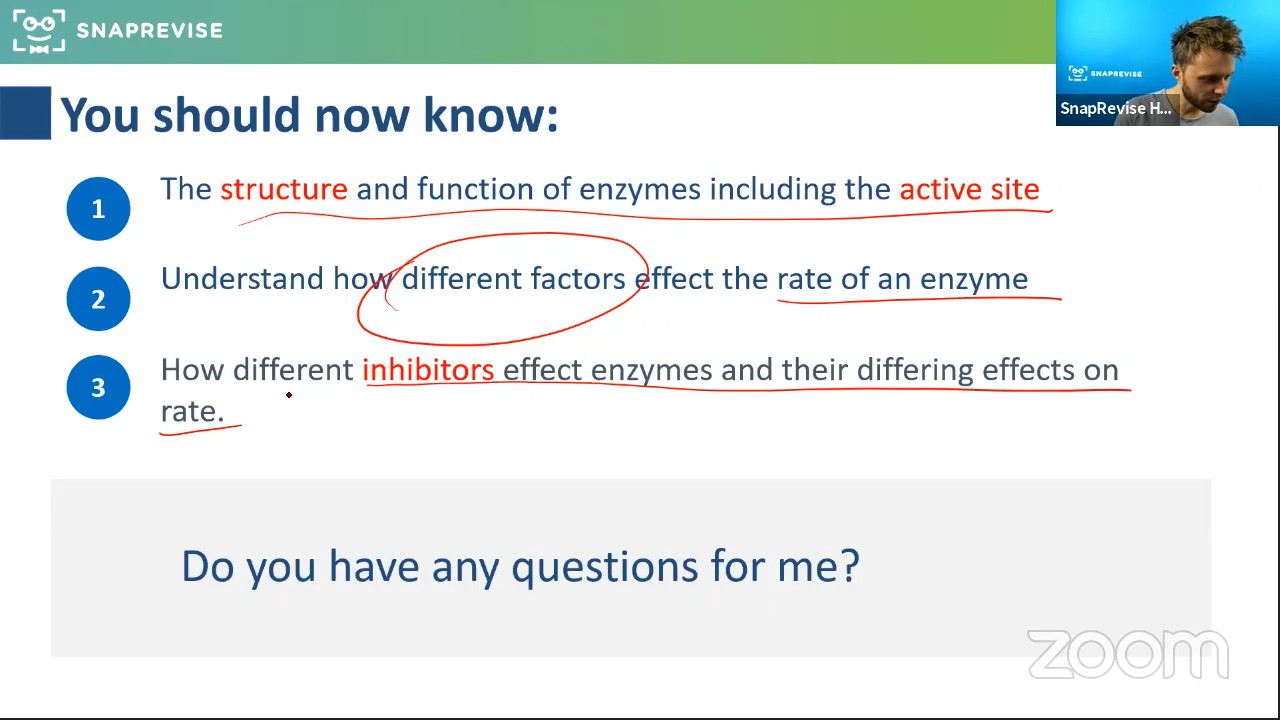 SNAPREVISE
SNAPREVISE
SnapRevise H...
You should now know:
1
The structure and function of enzymes including the active site
2
Understand how different factors effect the rate of an enzyme
3
How different inhibitors effect enzymes and their differing effects on
rate.
Do you have any questions for me?
zoom